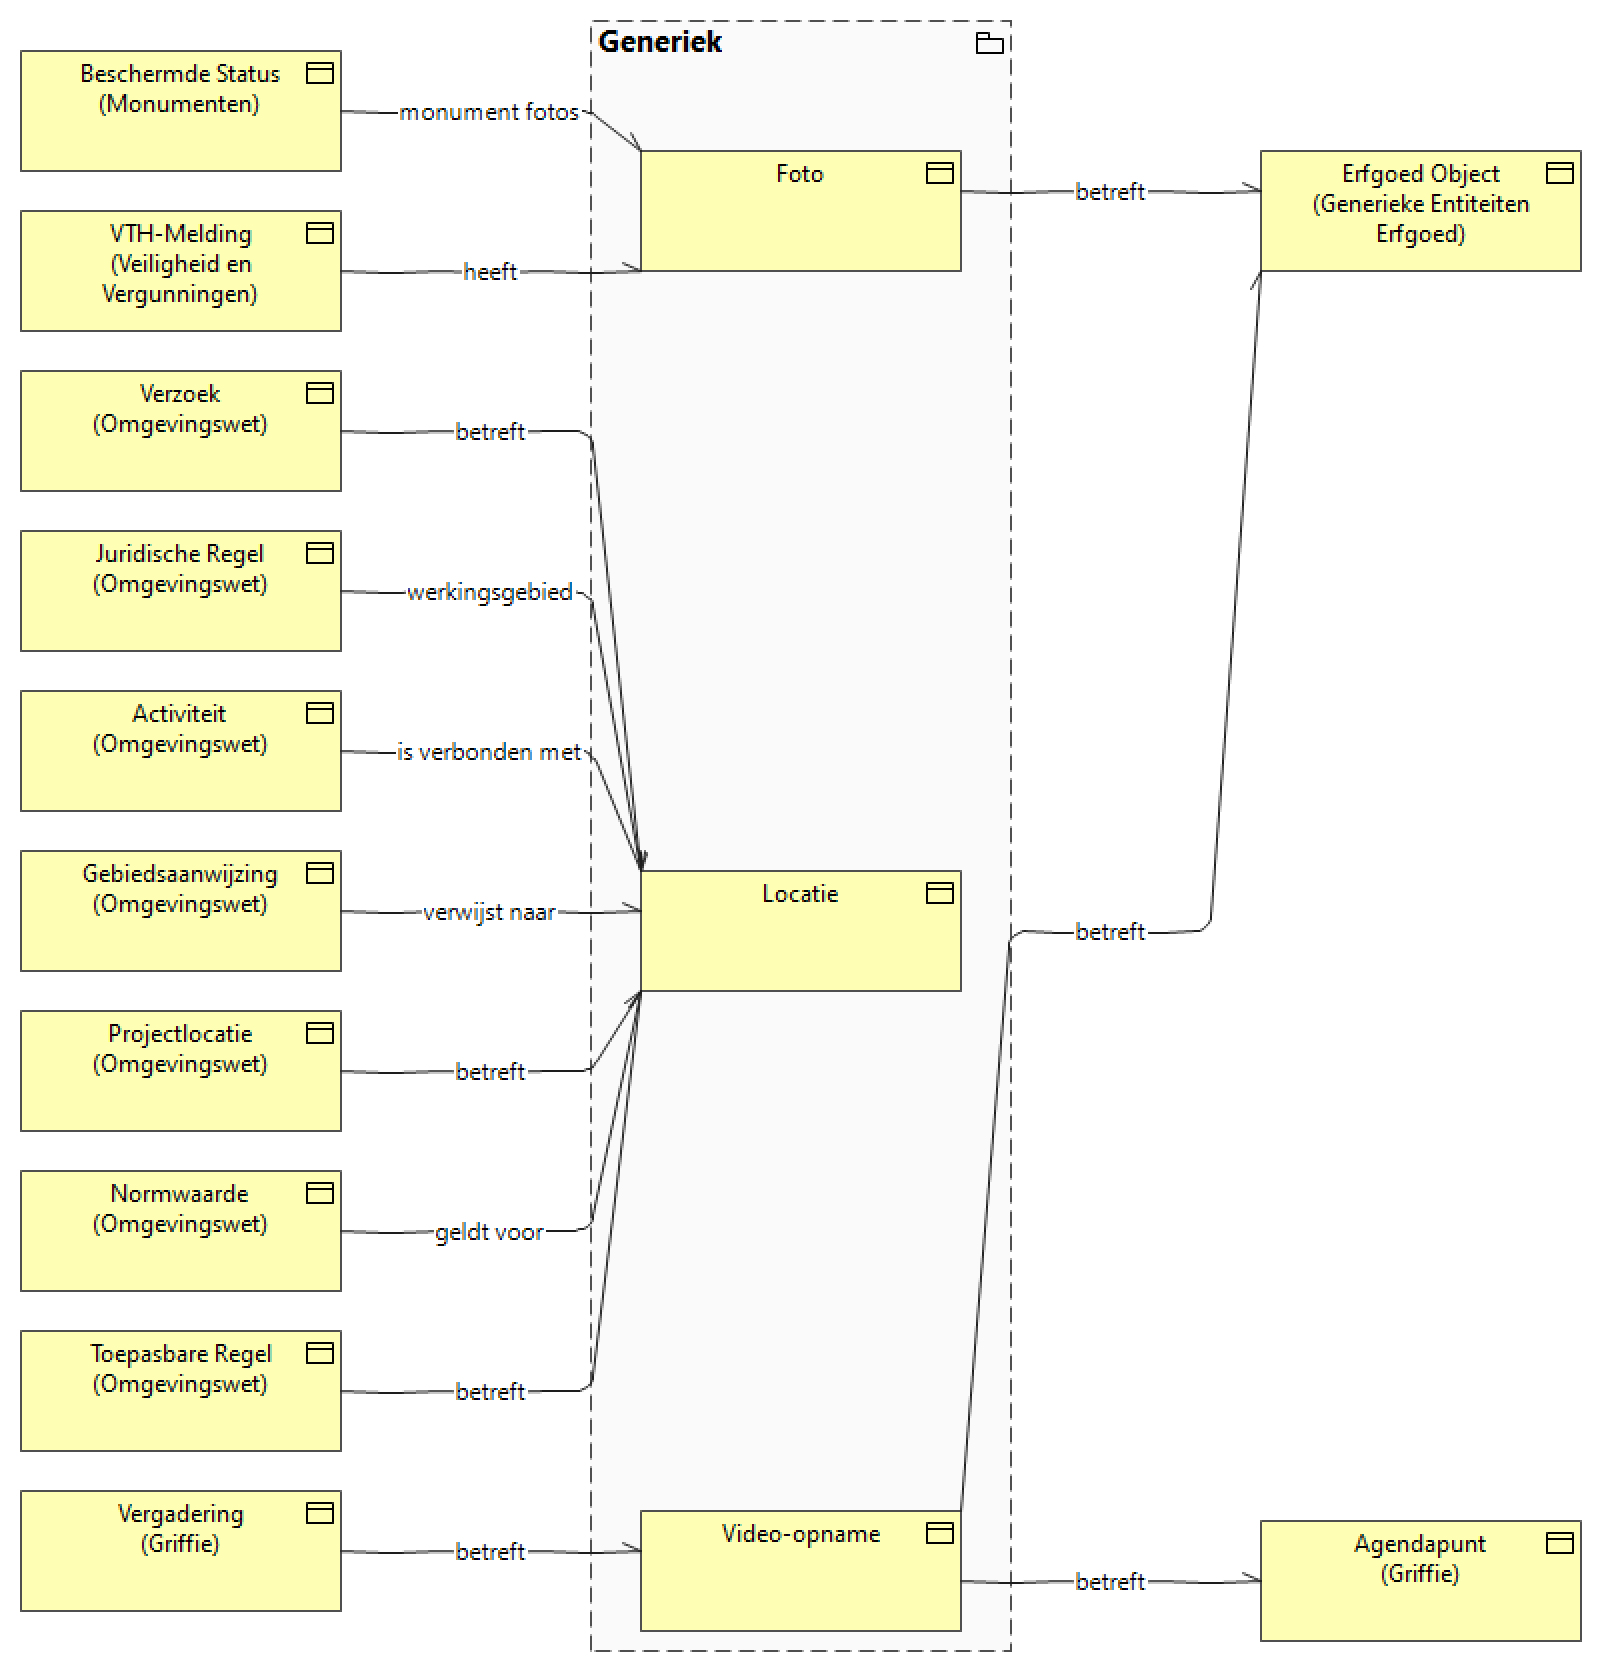 Generiek
Beschermde Status
(Monumenten)
monument fotos
Foto
betreft
Erfgoed Object
(Generieke Entiteiten
Erfgoed)
VTH-Melding
(Veiligheid en
Vergunningen)
heeft
Verzoek
(Omgevingswet)
betreft
Juridische Regel
(Omgevingswet)
werkingsgebied
Activiteit
(Omgevingswet)
is verbonden met
Gebiedsaanwijzing
(Omgevingswet)
verwijst naar
Locatie
betreft
Projectlocatie
(Omgevingswet)
betreft
Normwaarde
(Omgevingswet)
geldt voor
Toepasbare Regel
(Omgevingswet)
betreft
Vergadering
(Griffie)
betreft
Video-opname
betreft
Agendapunt
(Griffie)